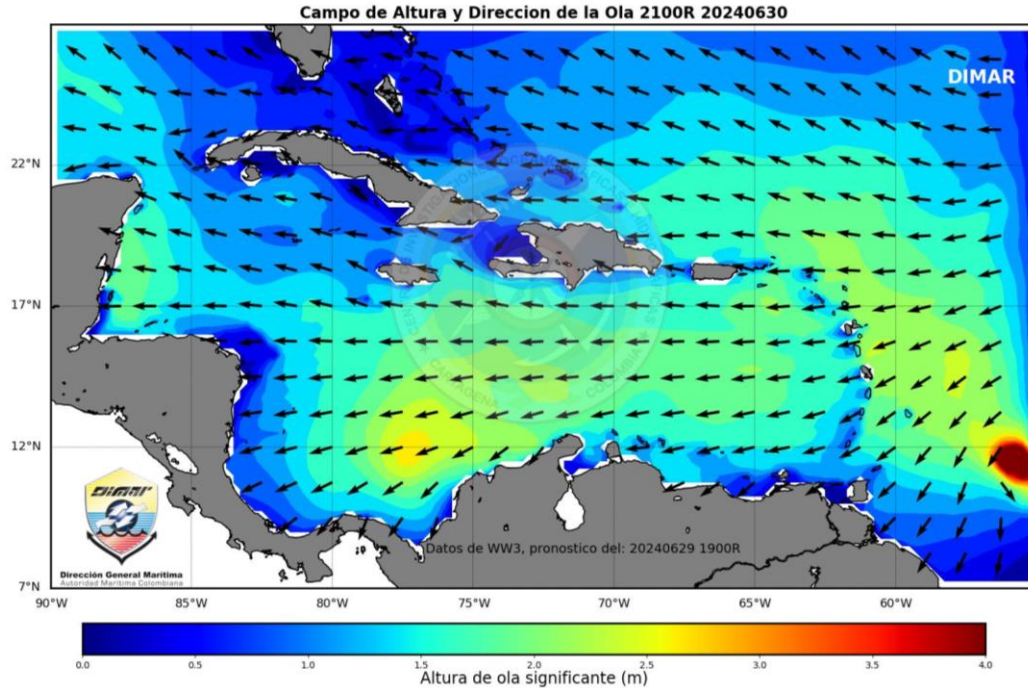 Campo de Altura y Direccion de la Ola 2100R 20240630
DIMAR
22°N
17°N
12°N
7°N
DIMAR
Dirección General Marítima
Autoridad Marítima Colombiana
Datos de WW3, pronostico del: 20240629 1900R
90°W 85°W 80°W 75°W 70°W 65°W 60°W
0.0 0.5 1.0 1.5 2.0 2.5 3.0 3.5 4.0
Altura de ola significante (m)